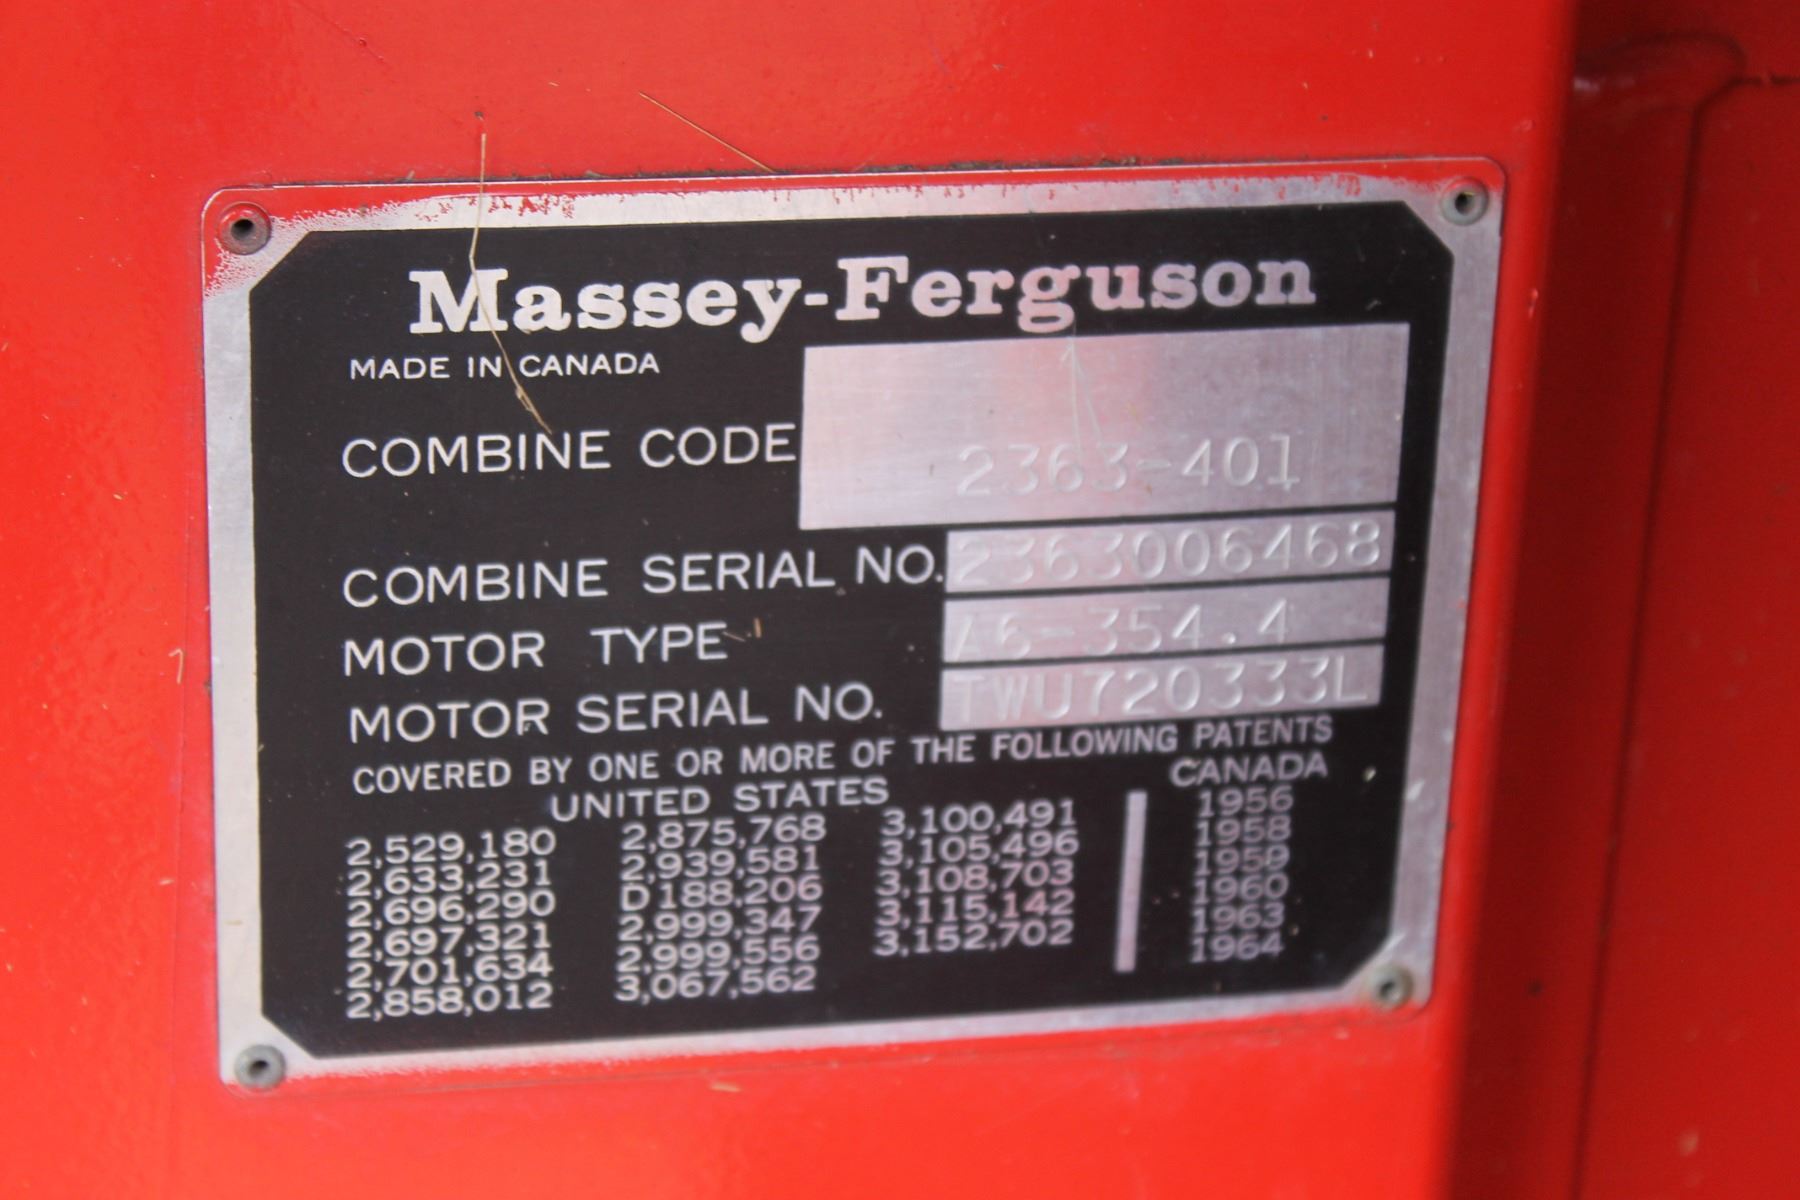 Massey-Ferguson
MADE IN CANADA
COMBINE CODE 2363-401
COMBINE SERIAL NO. 2363006468
MOTOR TYPE A6-354.4
MOTOR SERIAL NO. TWU720333L
COVERED BY ONE OR MORE OF THE FOLLOWING PATENTS
UNITED STATES CANADA
2,529,180 2,875,768 3,100,491 1956
2,633,231 2,939,581 3,105,496 1958
2,696,290 D188,206 3,108,703 1959
2,697,321 2,999,347 3,115,142 1960
2,701,634 2,999,556 3,152,702 1963
2,858,012 3,067,562 1964